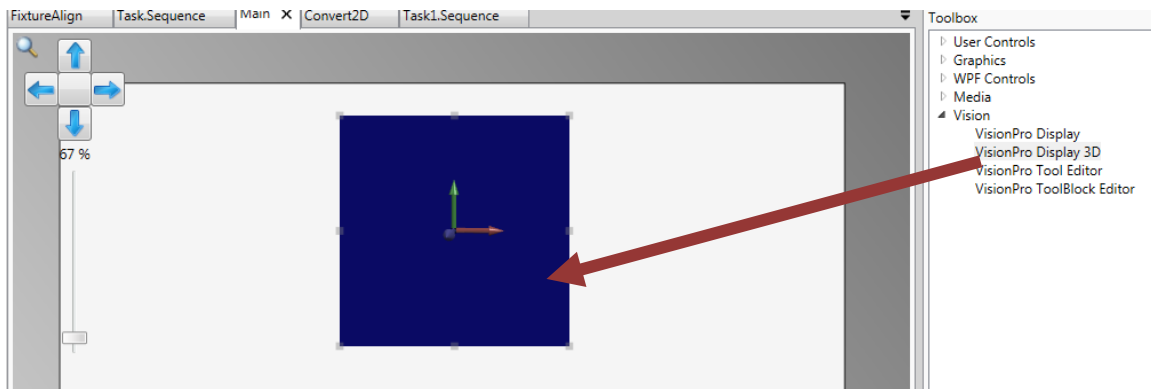 FixtureAlign Task.Sequence Main X Convert2D Task1.Sequence
Toolbox
User Controls
Graphics
WPF Controls
Media
Vision
VisionPro Display
VisionPro Display 3D
VisionPro Tool Editor
VisionPro ToolBlock Editor
67 %